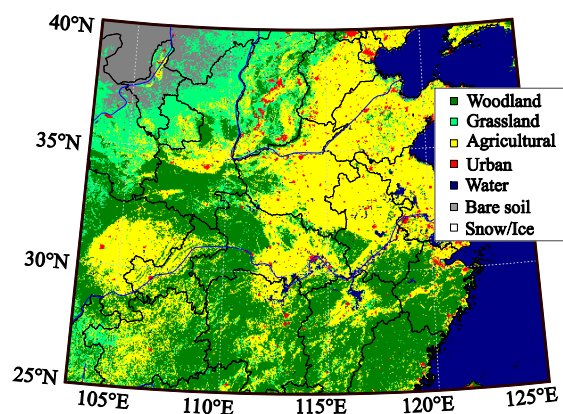 40°N
35°N
30°N
25°N
105°E
110°E
115°E
120°E
125°E
Woodland
Grassland
Agricultural
Urban
Water
Bare soil
Snow/Ice